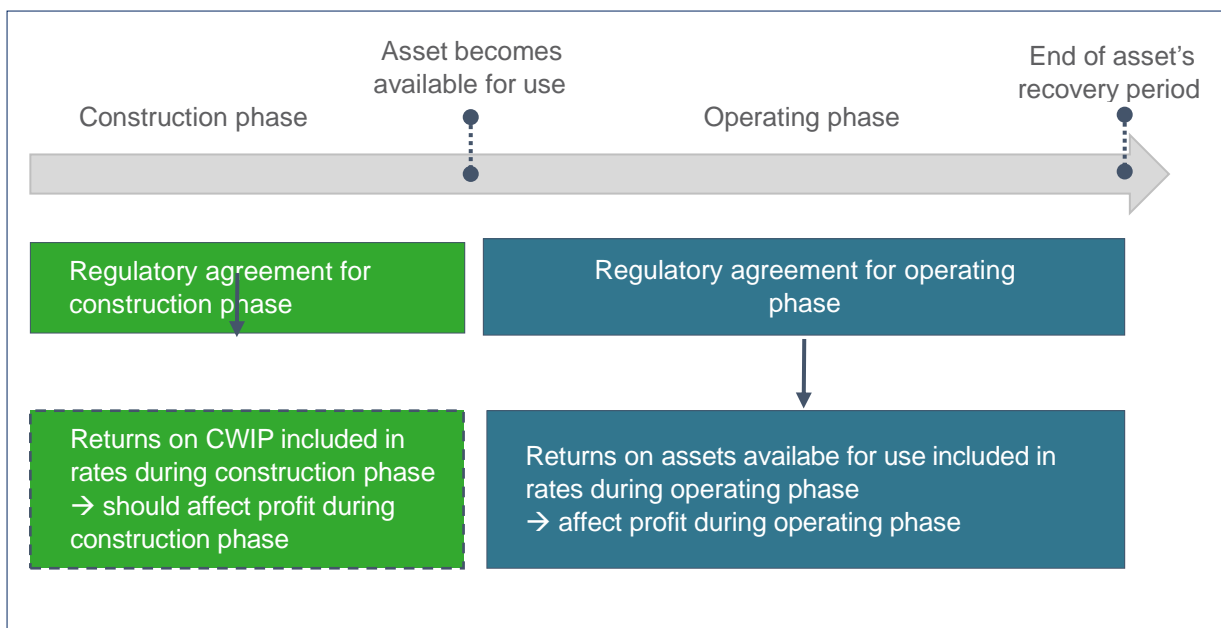 Asset becomes
available for use
End of asset's
recovery period
Construction phase
Operating phase
Regulatory agreement for
construction phase
Regulatory agreement for operating
phase
Returns on CWIP included in
rates during construction phase
→ should affect profit during
construction phase
Returns on assets availabe for use included in
rates during operating phase
→ affect profit during operating phase